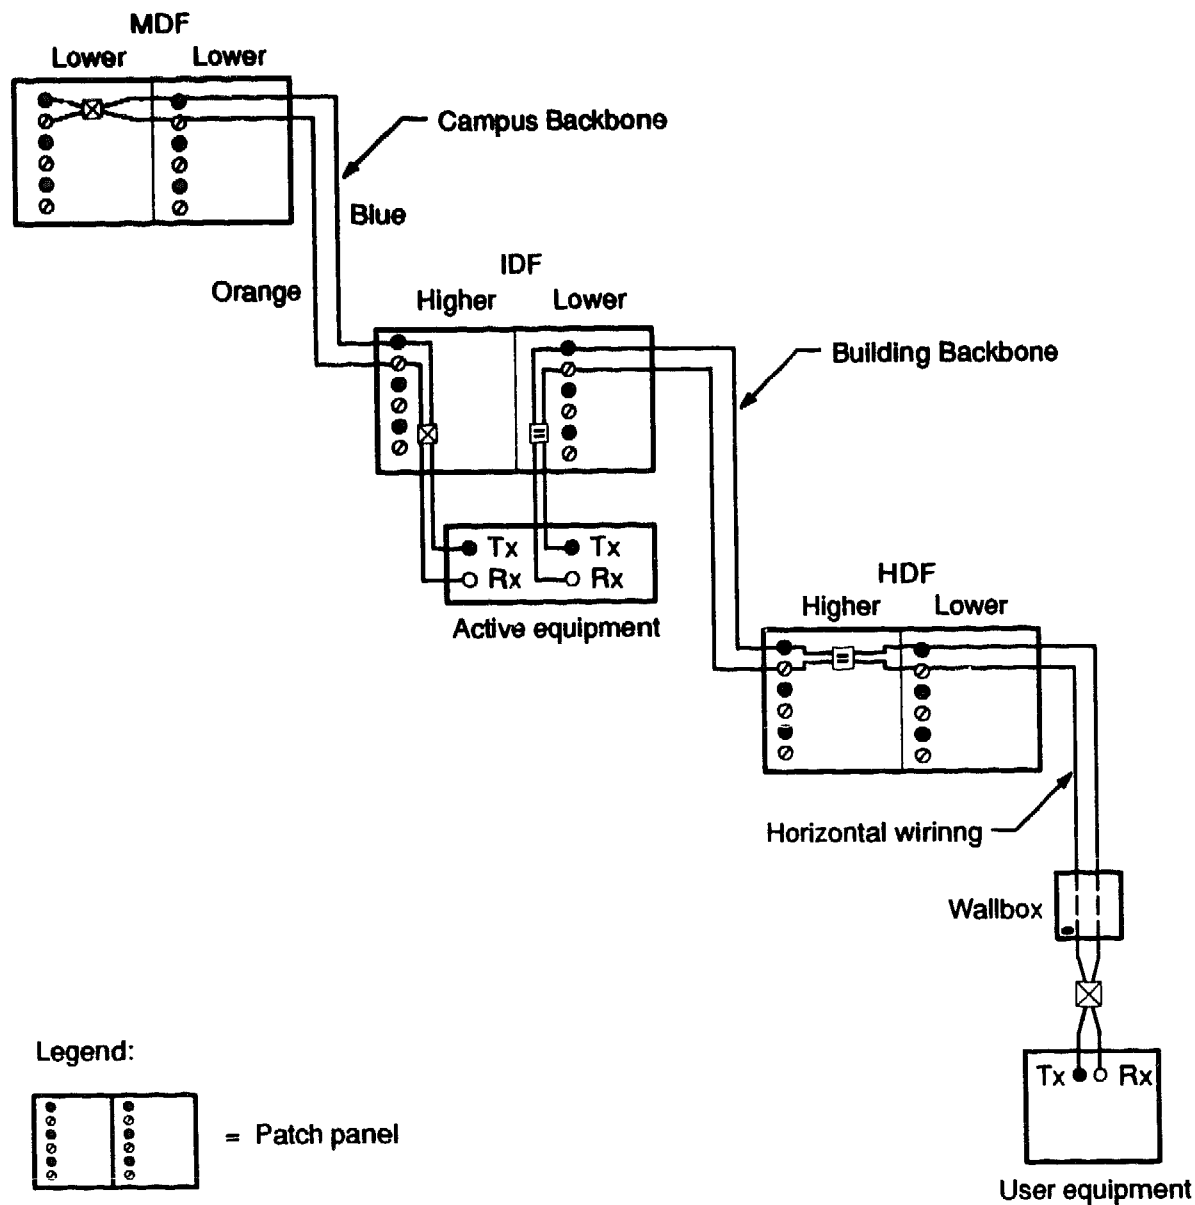 MDF
Lower Lower
Campus Backbone
Blue
Orange
IDF
Higher Lower
Building Backbone
Tx Tx
Rx Rx
Active equipment
HDF
Higher Lower
Horizontal wirinng
Wallbox
Tx Rx
User equipment
Legend:
= Patch panel